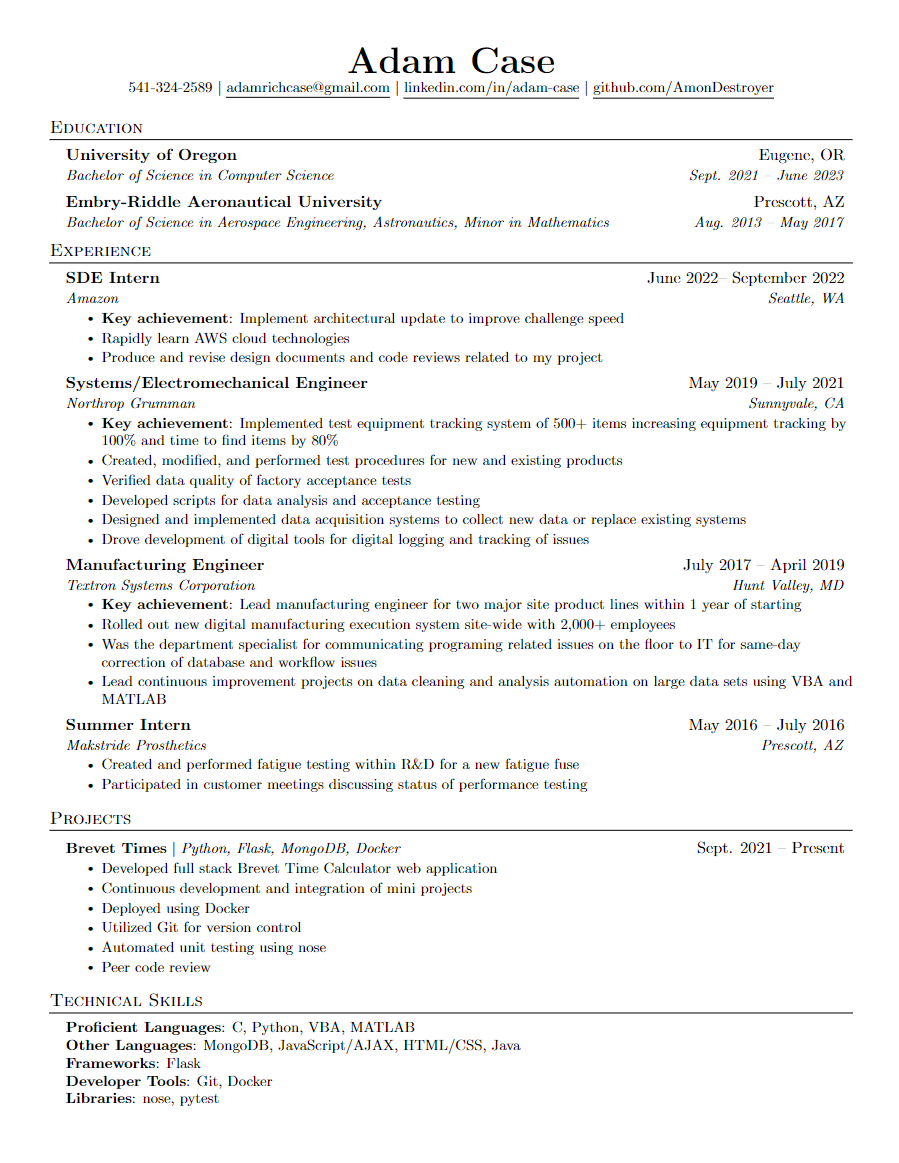 Adam Case
541-324-2589 | adamrichcase@gmail.com | linkedin.com/in/adam-case | github.com/AmonDestroyer
Education
University of Oregon Eugene, OR
Bachelor of Science in Computer Science Sept. 2021 – June 2023
Embry-Riddle Aeronautical University Prescott, AZ
Bachelor of Science in Aerospace Engineering, Astronautics, Minor in Mathematics Aug. 2013 – May 2017
Experience
SDE Intern June 2022– September 2022
Amazon Seattle, WA
• Key achievement: Implement architectural update to improve challenge speed
• Rapidly learn AWS cloud technologies
• Produce and revise design documents and code reviews related to my project
Systems/Electromechanical Engineer May 2019 – July 2021
Northrop Grumman Sunnyvale, CA
• Key achievement: Implemented test equipment tracking system of 500+ items increasing equipment tracking by
100% and time to find items by 80%
• Created, modified, and performed test procedures for new and existing products
• Verified data quality of factory acceptance tests
• Developed scripts for data analysis and acceptance testing
• Designed and implemented data acquisition systems to collect new data or replace existing systems
• Drove development of digital tools for digital logging and tracking of issues
Manufacturing Engineer July 2017 – April 2019
Textron Systems Corporation Hunt Valley, MD
• Key achievement: Lead manufacturing engineer for two major site product lines within 1 year of starting
• Rolled out new digital manufacturing execution system site-wide with 2,000+ employees
• Was the department specialist for communicating programing related issues on the floor to IT for same-day
correction of database and workflow issues
• Lead continuous improvement projects on data cleaning and analysis automation on large data sets using VBA and
MATLAB
Summer Intern May 2016 – July 2016
Makstride Prosthetics Prescott, AZ
• Created and performed fatigue testing within R&D for a new fatigue fuse
• Participated in customer meetings discussing status of performance testing
Projects
Brevet Times | Python, Flask, MongoDB, Docker Sept. 2021 – Present
• Developed full stack Brevet Time Calculator web application
• Continuous development and integration of mini projects
• Deployed using Docker
• Utilized Git for version control
• Automated unit testing using nose
• Peer code review
Technical Skills
Proficient Languages: C, Python, VBA, MATLAB
Other Languages: MongoDB, JavaScript/AJAX, HTML/CSS, Java
Frameworks: Flask
Developer Tools: Git, Docker
Libraries: nose, pytest